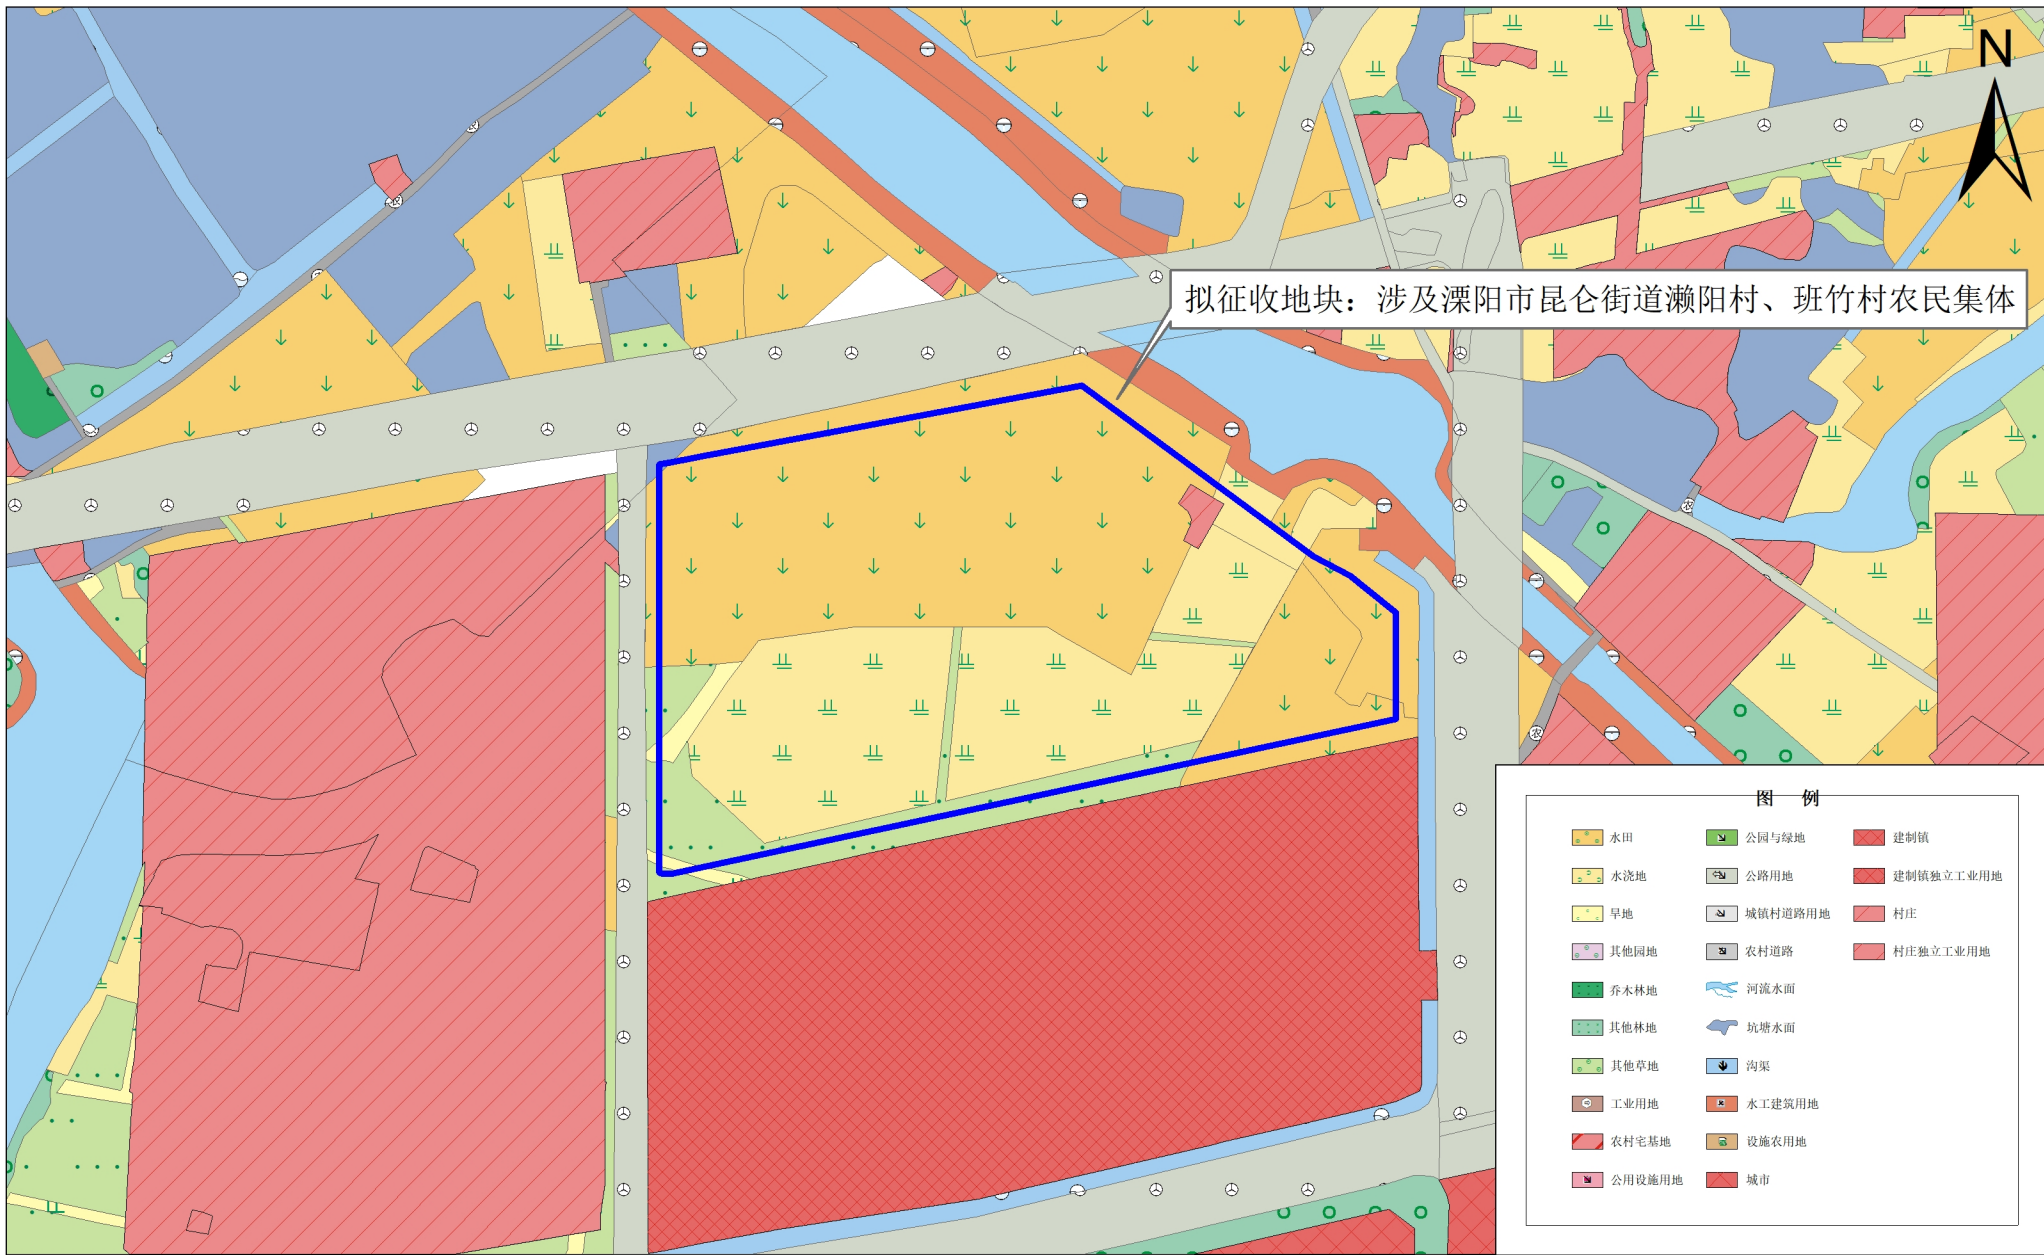 N
拟征收地块：涉及溧阳市昆仑街道濑阳村、班竹村农民集体
农
农
农
农
农
图 例
水田
公园与绿地
建制镇
水浇地
公路用地
建制镇独立工业用地
旱地
城镇村道路用地
村庄
其他园地
农村道路
村庄独立工业用地
乔木林地
河流水面
其他林地
坑塘水面
其他草地
沟渠
工业用地
水工建筑用地
农村宅基地
设施农用地
公用设施用地
城市